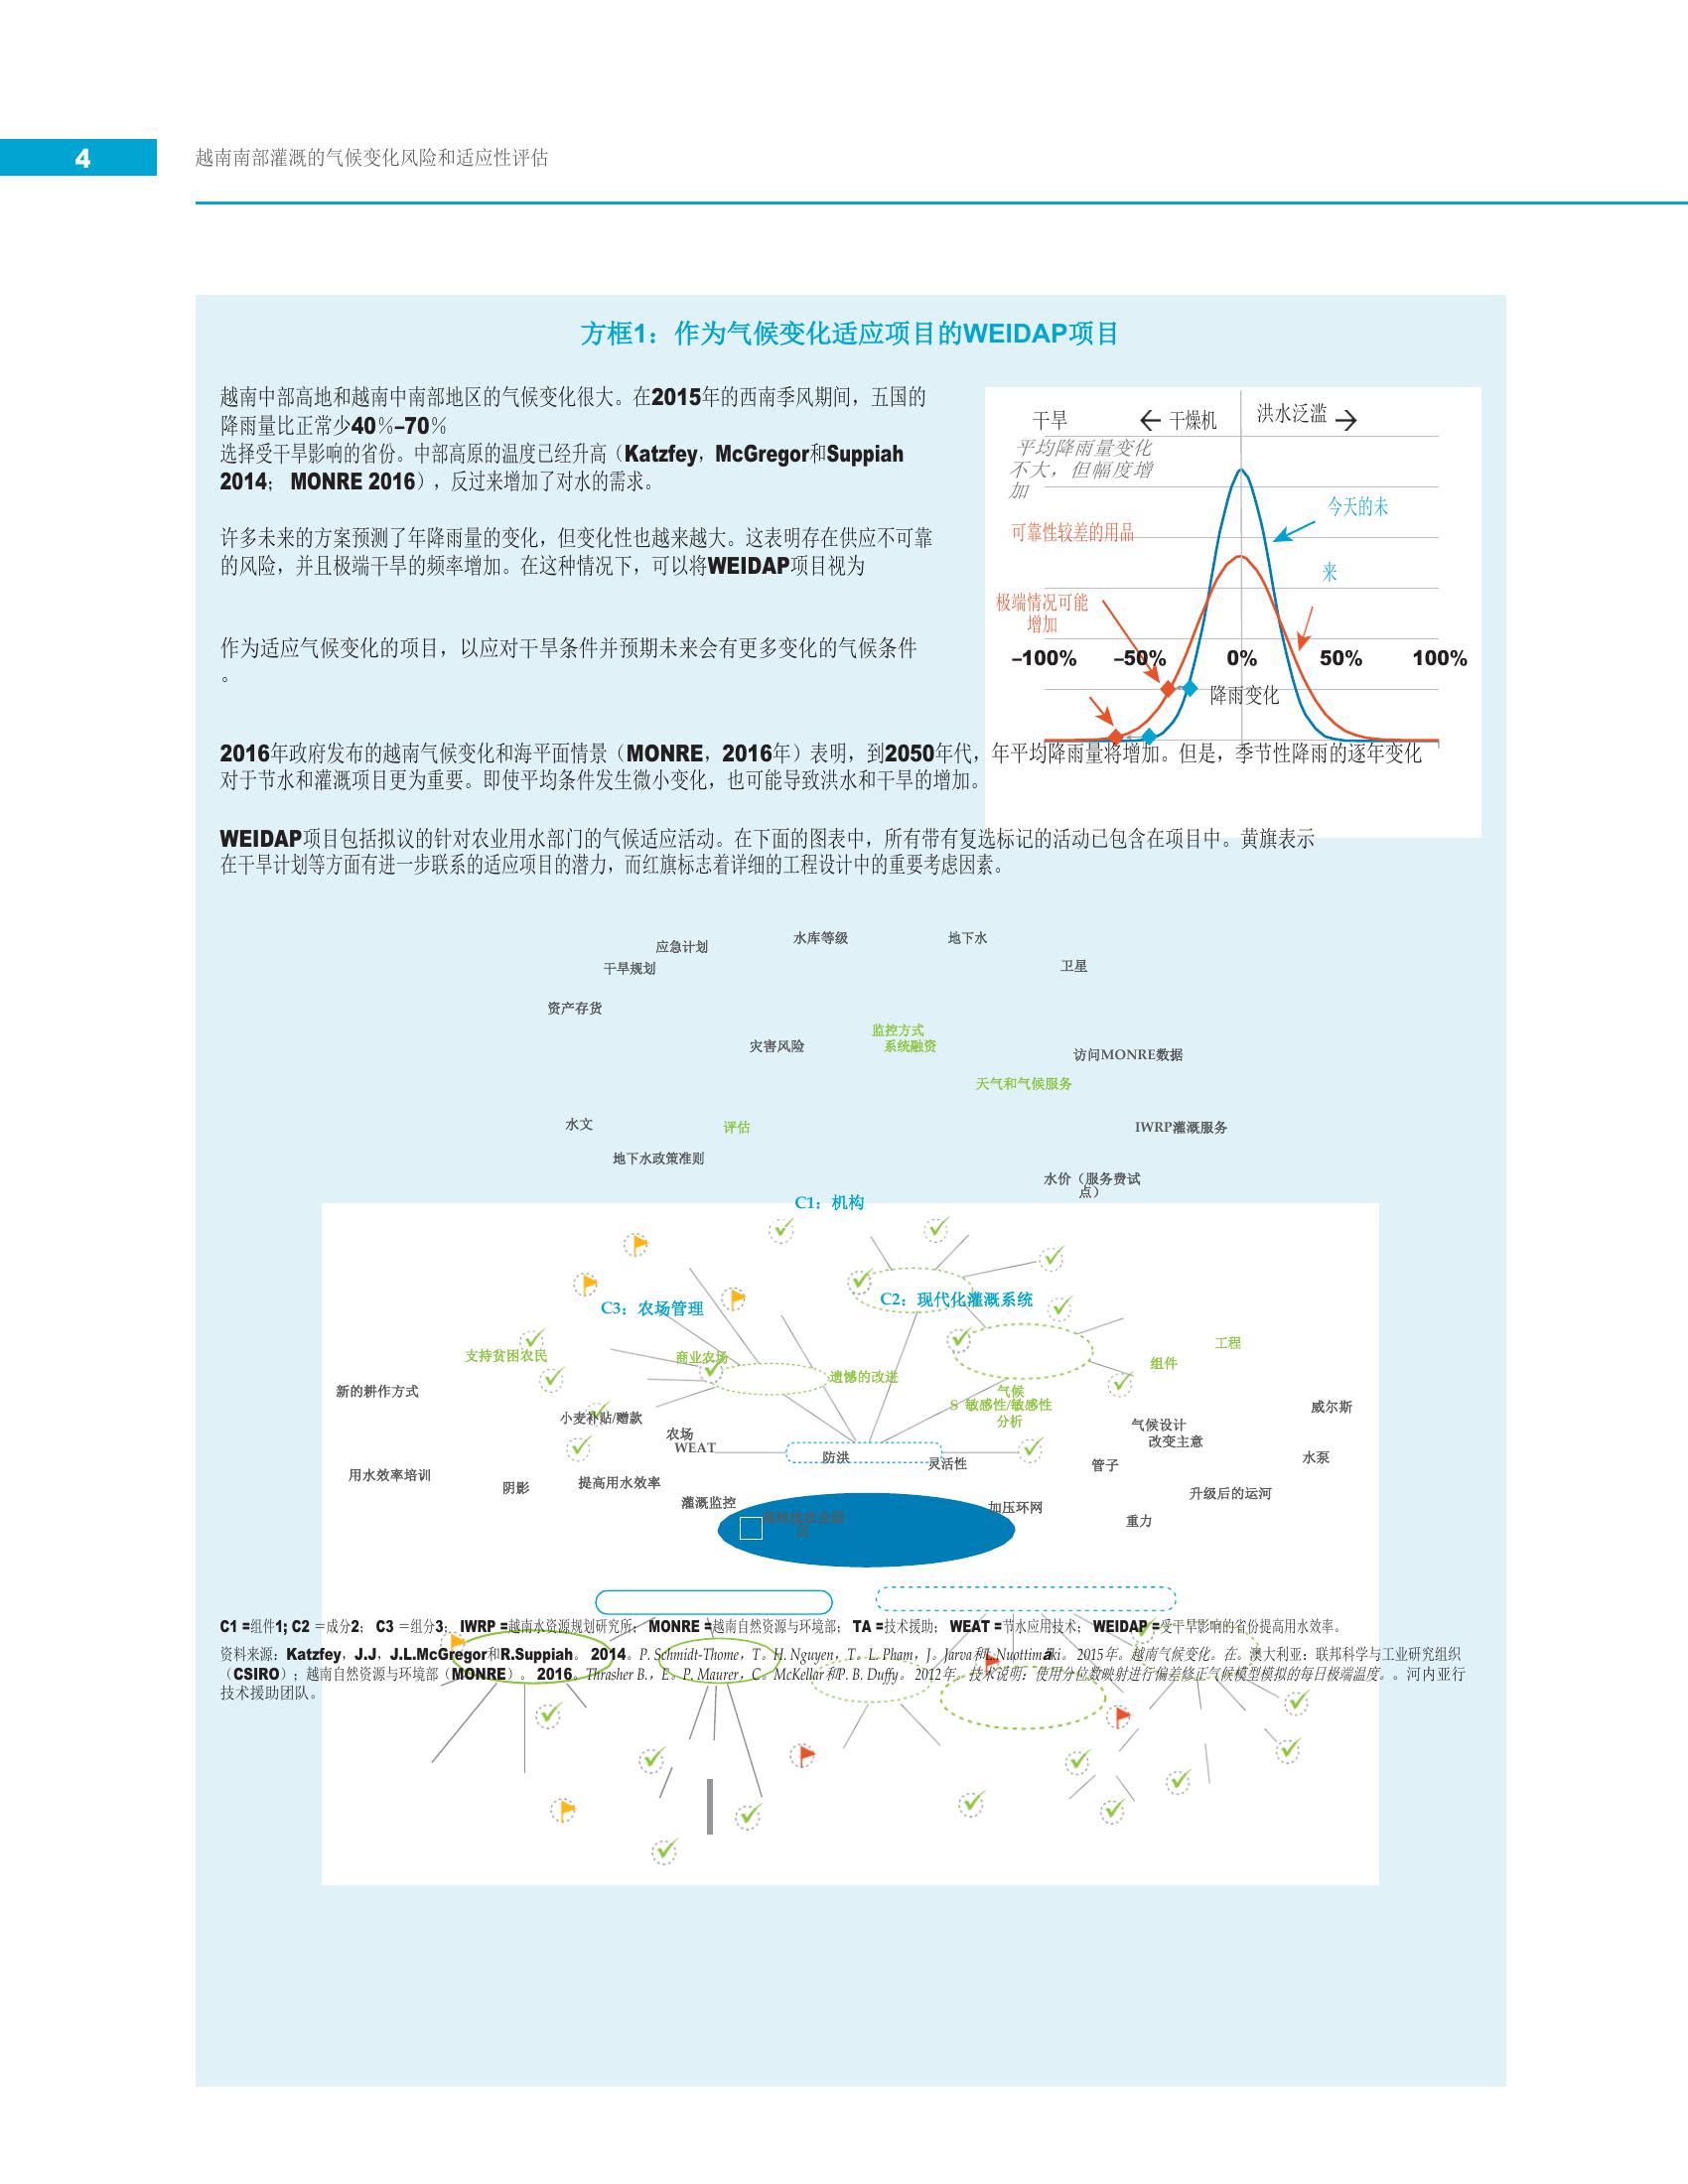 4
越南南部灌溉的气候变化风险和适应性评估
方框1：作为气候变化适应项目的WEIDAP项目
越南中部高地和越南中南部地区的气候变化很大。在2015年的西南季风期间，五国的
降雨量比正常少40％–70％
选择受干旱影响的省份。中部高原的温度已经升高（Katzfey，McGregor和Suppiah
2014； MONRE 2016），反过来增加了对水的需求。
许多未来的方案预测了年降雨量的变化，但变化性也越来越大。这表明存在供应不可靠
的风险，并且极端干旱的频率增加。在这种情况下，可以将WEIDAP项目视为
作为适应气候变化的项目，以应对干旱条件并预期未来会有更多变化的气候条件
。
干旱
← 干燥机
洪水泛滥 →
平均降雨量变化
不大，但幅度增
加
今天的未
可靠性较差的用品
来
极端情况可能
增加
–100%
–50%
0%
50%
100%
降雨变化
2016年政府发布的越南气候变化和海平面情景（MONRE，2016年）表明，到2050年代，年平均降雨量将增加。但是，季节性降雨的逐年变化
对于节水和灌溉项目更为重要。即使平均条件发生微小变化，也可能导致洪水和干旱的增加。
WEIDAP项目包括拟议的针对农业用水部门的气候适应活动。在下面的图表中，所有带有复选标记的活动已包含在项目中。黄旗表示
在干旱计划等方面有进一步联系的适应项目的潜力，而红旗标志着详细的工程设计中的重要考虑因素。
应急计划
水库等级
地下水
干旱规划
卫星
资产存货
监控方式
灾害风险
系统融资
访问MONRE数据
天气和气候服务
水文
评估
IWRP灌溉服务
地下水政策准则
水价（服务费试
点）
C1：机构
C3：农场管理
C2：现代化灌溉系统
工程
支持贫困农民
商业农场
组件
遗憾的改进
新的耕作方式
气候
S 敏感性/敏感性
分析
威尔斯
小麦补贴/赠款
气候设计
改变主意
农场
WEAT
防洪
灵活性
管子
水泵
用水效率培训
阴影
提高用水效率
升级后的运河
灌溉监控
加压环网
重力
C1 =组件1; C2 ＝成分2； C3 ＝组分3； IWRP =越南水资源规划研究所； MONRE =越南自然资源与环境部； TA =技术援助； WEAT =节水应用技术； WEIDAP =受干旱影响的省份提高用水效率。
资料来源：Katzfey，J.J，J.L.McGregor和R.Suppiah。 2014。P. Schmidt-Thome，T。H. Nguyen，T。L. Pham，J。Jarva和L.Nuottimäki。 2015年。越南气候变化。在。澳大利亚：联邦科学与工业研究组织
（CSIRO）；越南自然资源与环境部（MONRE）。 2016。Thrasher B.，E。P. Maurer，C。McKellar和P. B. Duffy。 2012年。技术说明：使用分位数映射进行偏差修正气候模型模拟的每日极端温度。。河内亚行
技术援助团队。